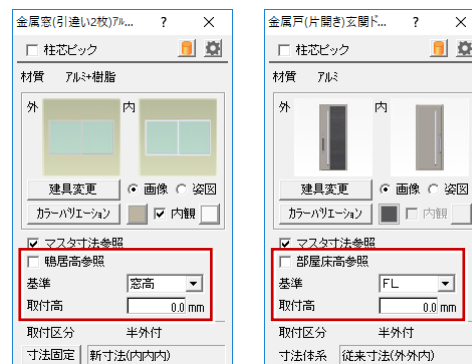 金属窓(引違い2枚)アル... ? ×
柱芯ピック
材質 アルミ+樹脂
外 内
建具変更 画像 姿図
カラーバリエーション 内観
マスタ寸法参照
鴨居高参照
基準 窓高
取付高 0.0 mm
取付区分 半外付
寸法固定 新寸法(内内内)
金属戸(片開き)玄関ド... ? ×
柱芯ピック
材質 アルミ
外 内
建具変更 画像 姿図
カラーバリエーション 内観
マスタ寸法参照
部屋床高参照
基準 FL
取付高 0.0 mm
取付区分 半外付
寸法体系 従来寸法(外外内)